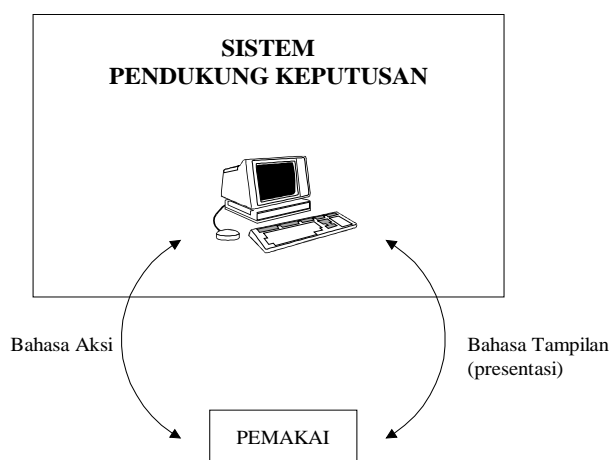 SISTEM
PENDUKUNG KEPUTUSAN
Bahasa Aksi
Bahasa Tampilan
(presentasi)
PEMAKAI